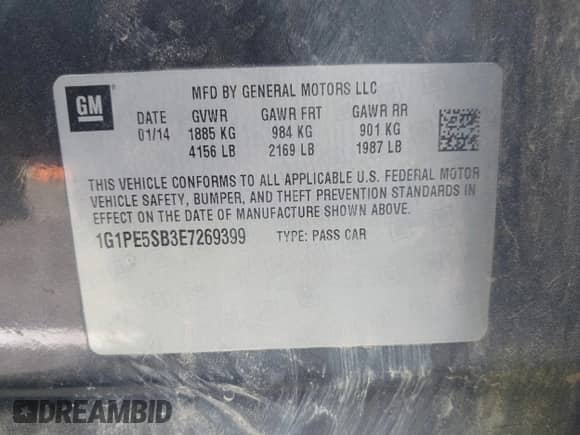 GM
MFD BY GENERAL MOTORS LLC
DATE GVWR GAWR FRT GAWR RR
01/14 1885 KG 984 KG 901 KG
4156 LB 2169 LB 1987 LB
THIS VEHICLE CONFORMS TO ALL APPLICABLE U.S. FEDERAL MOTOR
VEHICLE SAFETY, BUMPER, AND THEFT PREVENTION STANDARDS IN
EFFECT ON THE DATE OF MANUFACTURE SHOWN ABOVE.
1G1PE5SB3E7269399 TYPE: PASS CAR
DREAMBID